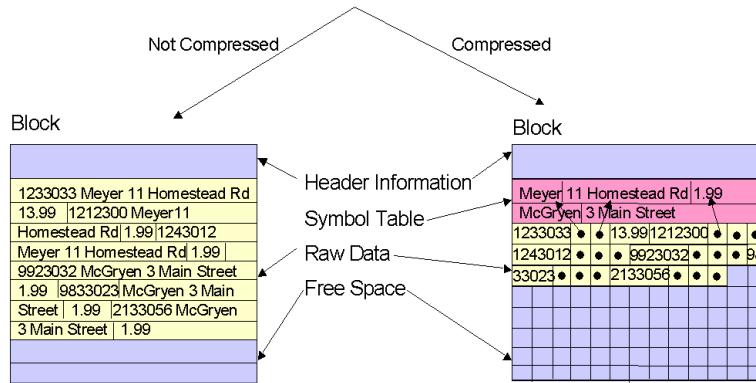 Not Compressed
Compressed
Block
1233033 Meyer 11 Homestead Rd
13.99 1212300 Meyer11
Homestead Rd 1.99 1243012
Meyer 11 Homestead Rd 1.99
9923032 McGryen 3 Main Street
1.99 9833023 McGryen 3 Main
Street 1.99 2133056 McGryen
3 Main Street 1.99
Header Information
Symbol Table
Raw Data
Free Space
Block
Meyer 11 Homestead Rd 1.99
McGryen 3 Main Street
1233033 • • 13.99 1212300 • • •
1243012 • • • 9923032 • • • 98
33023 • • • 2133056 • • •